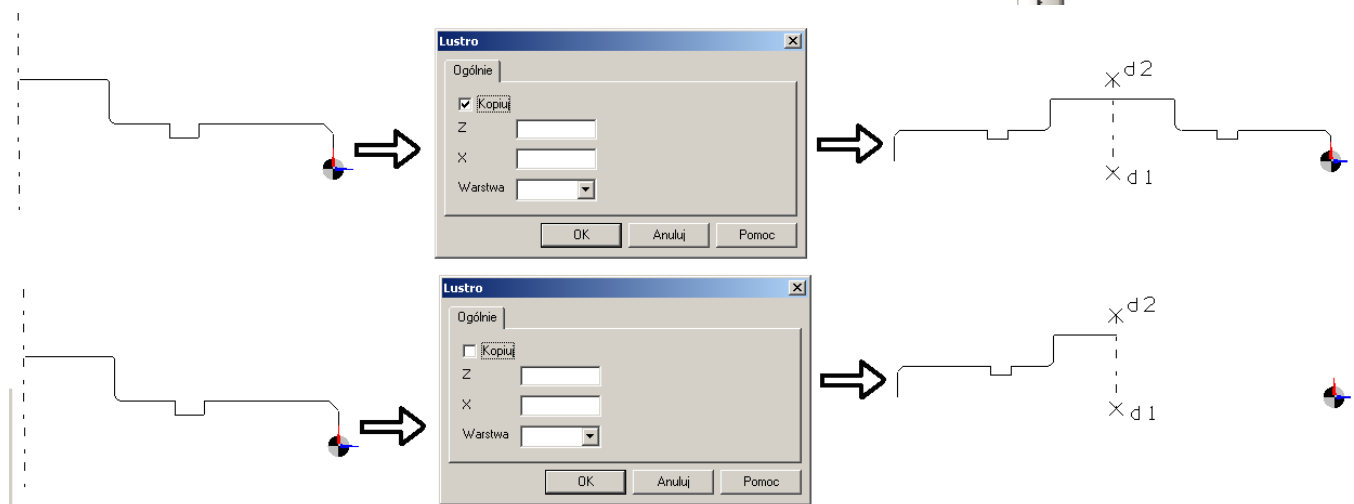 Lustro
Ogólnie
Kopiuj
Z
X
Warstwa
OK Anuluj Pomoc
d2
d1
Lustro
Ogólnie
Kopiuj
Z
X
Warstwa
OK Anuluj Pomoc
d2
d1